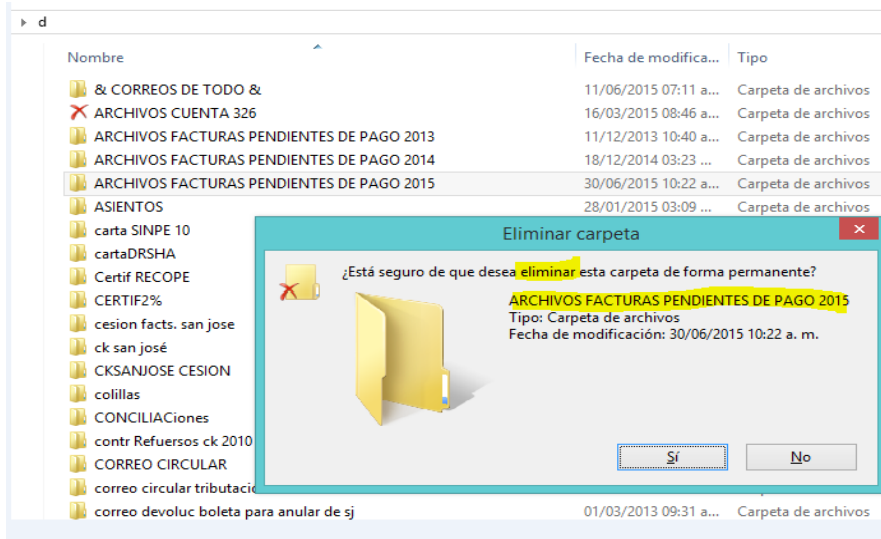 d
Nombre Fecha de modifica... Tipo
& CORREOS DE TODO & 11/06/2015 07:11 a... Carpeta de archivos
ARCHIVOS CUENTA 326 16/03/2015 08:46 a... Carpeta de archivos
ARCHIVOS FACTURAS PENDIENTES DE PAGO 2013 11/12/2013 10:40 a... Carpeta de archivos
ARCHIVOS FACTURAS PENDIENTES DE PAGO 2014 18/12/2014 03:23 ... Carpeta de archivos
ARCHIVOS FACTURAS PENDIENTES DE PAGO 2015 30/06/2015 10:22 a... Carpeta de archivos
ASIENTOS 28/01/2015 03:09 ... Carpeta de archivos
carta SINPE 10
cartaDRSHA
Certif RECOPE
CERTIF2%
cesion facts. san jose
ck san josé
CKSANJOSE CESION
colillas
CONCILIACiones
contr Refuersos ck 2010
CORREO CIRCULAR
correo circular tributacio
correo devoluc boleta para anular de sj 01/03/2013 09:31 a... Carpeta de archivos
Eliminar carpeta
¿Está seguro de que desea eliminar esta carpeta de forma permanente?
ARCHIVOS FACTURAS PENDIENTES DE PAGO 2015
Tipo: Carpeta de archivos
Fecha de modificación: 30/06/2015 10:22 a. m.
Sí No